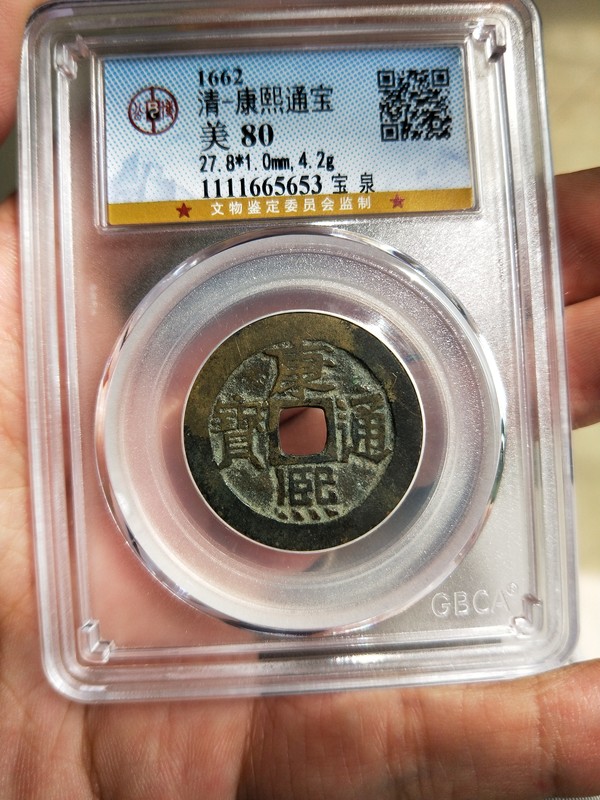 1662
清-康熙通宝
美 80
27.8*1.0mm, 4.2g
1111665653 宝 泉
★ 文物鉴定委员会监制 ★
康
寶 通
熙
GBCA